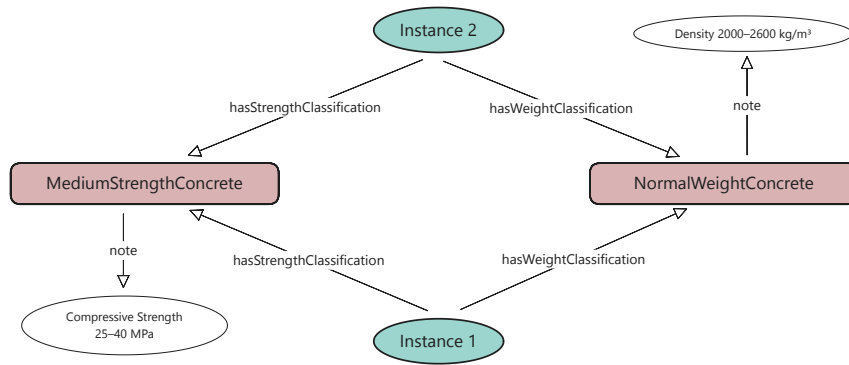 Instance 2
Density 2000–2600 kg/m³
hasStrengthClassification
hasWeightClassification
note
MediumStrengthConcrete
NormalWeightConcrete
note
hasStrengthClassification
hasWeightClassification
Compressive Strength
25–40 MPa
Instance 1